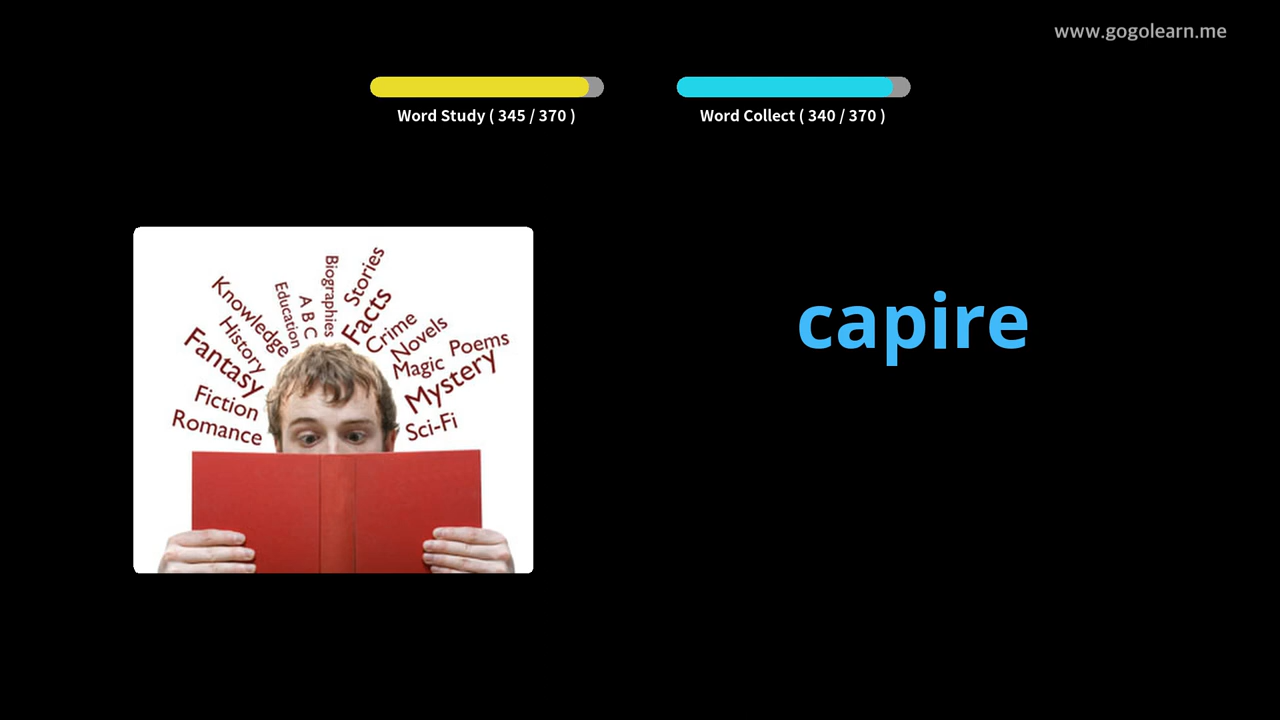 www.gogolearn.me
Word Study ( 345 / 370 )
Word Collect ( 340 / 370 )
Biographies
Stories
Education
A B C
Facts
Knowledge
Crime
History
Novels
Fantasy
Poems
Magic
Mystery
Fiction
Romance
Sci-Fi
capire